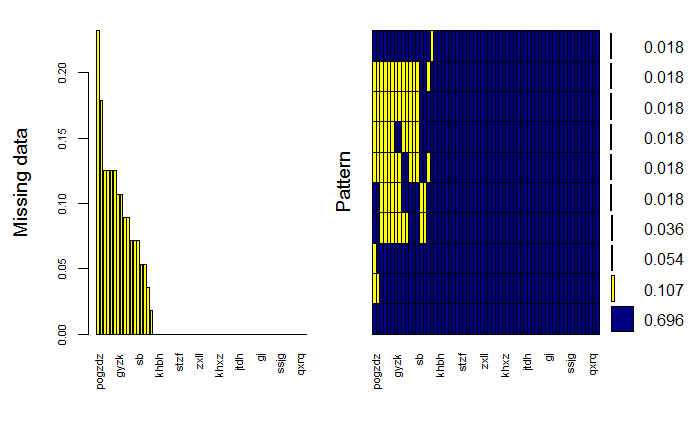 Missing data
0.00
0.05
0.10
0.15
0.20
pogzdz
gyzk
sb
khbh
stzf
zxll
khxz
jtdh
gl
ssjg
qxrq
Pattern
pogzdz
gyzk
sb
khbh
stzf
zxll
khxz
jtdh
gl
ssjg
qxrq
0.018
0.018
0.018
0.018
0.018
0.018
0.036
0.054
0.107
0.696